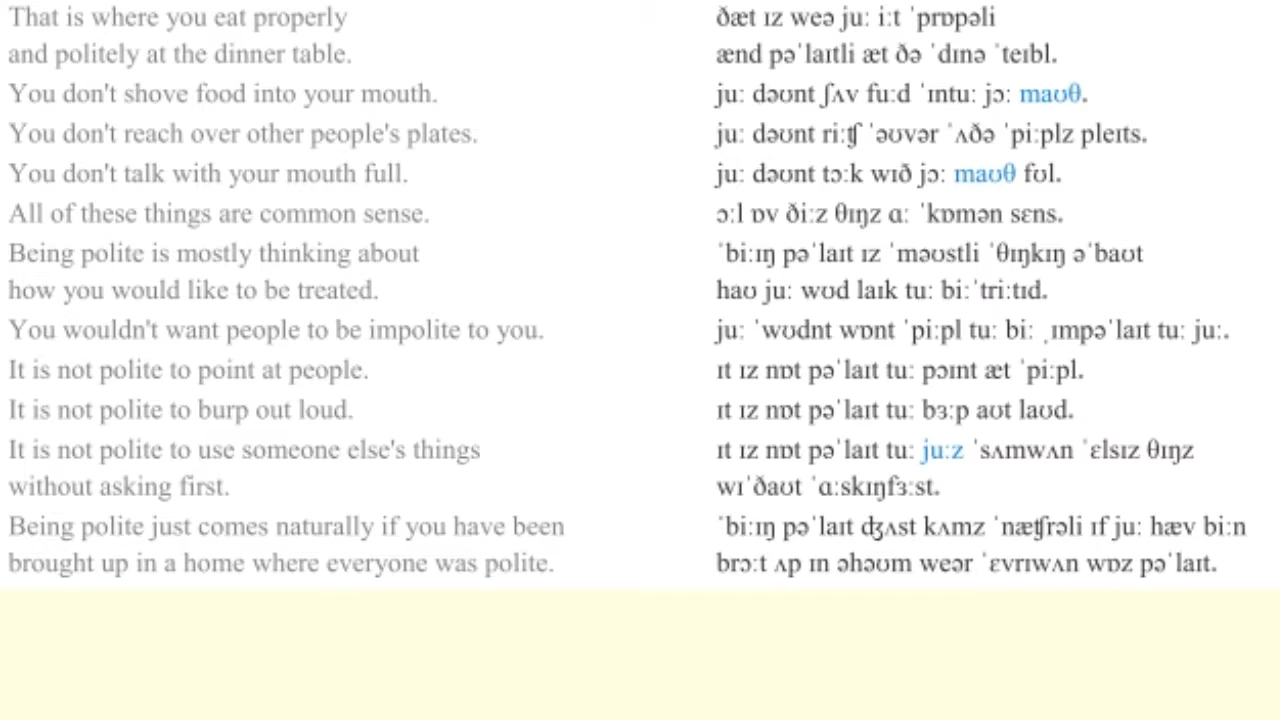 That is where you eat properly
and politely at the dinner table.
You don't shove food into your mouth.
You don't reach over other people's plates.
You don't talk with your mouth full.
All of these things are common sense.
Being polite is mostly thinking about
how you would like to be treated.
You wouldn't want people to be impolite to you.
It is not polite to point at people.
It is not polite to burp out loud.
It is not polite to use someone else's things
without asking first.
Being polite just comes naturally if you have been
brought up in a home where everyone was polite.
ðæt ɪz weə juː iːt ˈprɒpəli
ænd pəˈlaɪtli æt ðə ˈdɪnə ˈteɪbl.
juː dəʊnt ʃʌv fuːd ˈɪntuː jɔː maʊθ.
juː dəʊnt riːʧ ˈəʊvər ˈʌðə ˈpiːplz pleɪts.
juː dəʊnt tɔːk wɪð jɔː maʊθ fʊl.
ɔːl ɒv ðiːz θɪŋz ɑː ˈkɒmən sɛns.
ˈbiːɪŋ pəˈlaɪt ɪz ˈməʊstli ˈθɪŋkɪŋ əˈbaʊt
haʊ juː wʊd laɪk tuː biːˈtriːtɪd.
juː ˈwʊdnt wɒnt ˈpiːpl tuː biː ˌɪmpəˈlaɪt tuː juː.
ɪt ɪz nɒt pəˈlaɪt tuː pɔɪnt æt ˈpiːpl.
ɪt ɪz nɒt pəˈlaɪt tuː bɜːp aʊt laʊd.
ɪt ɪz nɒt pəˈlaɪt tuː juːz ˈsʌmwʌn ˈɛlsɪz θɪŋz
wɪˈðaʊt ˈɑːskɪŋfɜːst.
ˈbiːɪŋ pəˈlaɪt ʤʌst kʌmz ˈnæʧrəli ɪf juː hæv biːn
brɔːt ʌp ɪn əhəʊm weər ˈɛvrɪwʌn wɒz pəˈlaɪt.